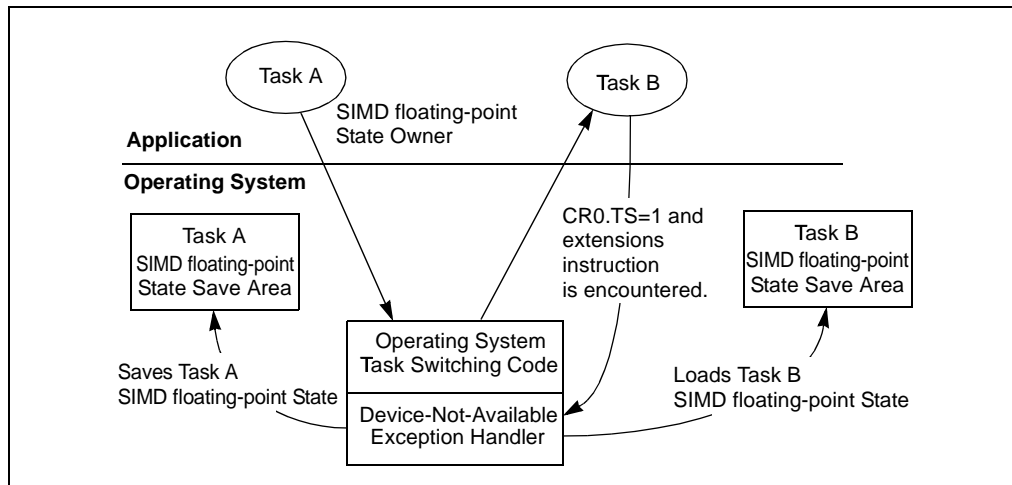 Task A
Task B
SIMD floating-point
State Owner
Application
Operating System
Task A
SIMD floating-point
State Save Area
CR0.TS=1 and
extensions
instruction
is encountered.
Task B
SIMD floating-point
State Save Area
Operating System
Task Switching Code
Saves Task A
SIMD floating-point State
Device-Not-Available
Exception Handler
Loads Task B
SIMD floating-point State